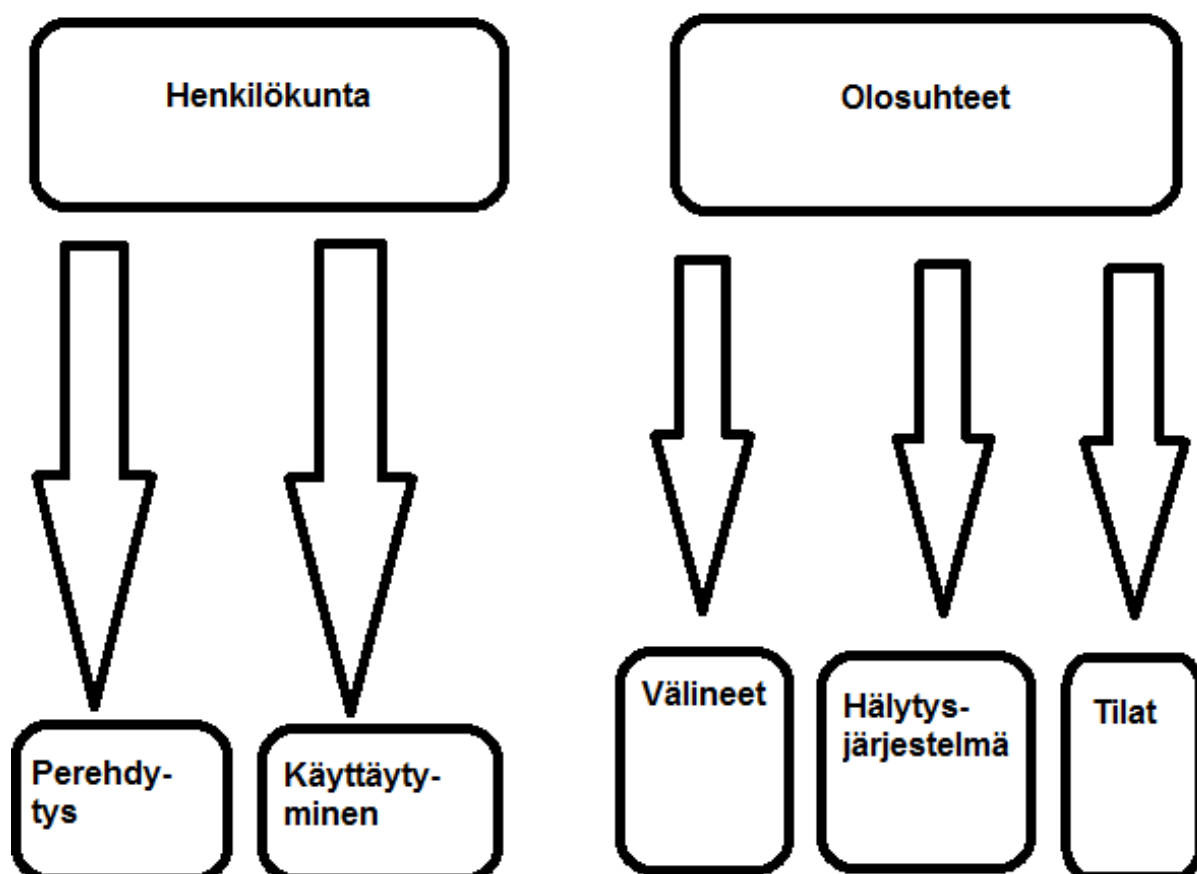 Henkilökunta
Olosuhteet
Perehdy-
tys
Käyttäyty-
minen
Välineet
Hälytys-
järjestelmä
Tilat